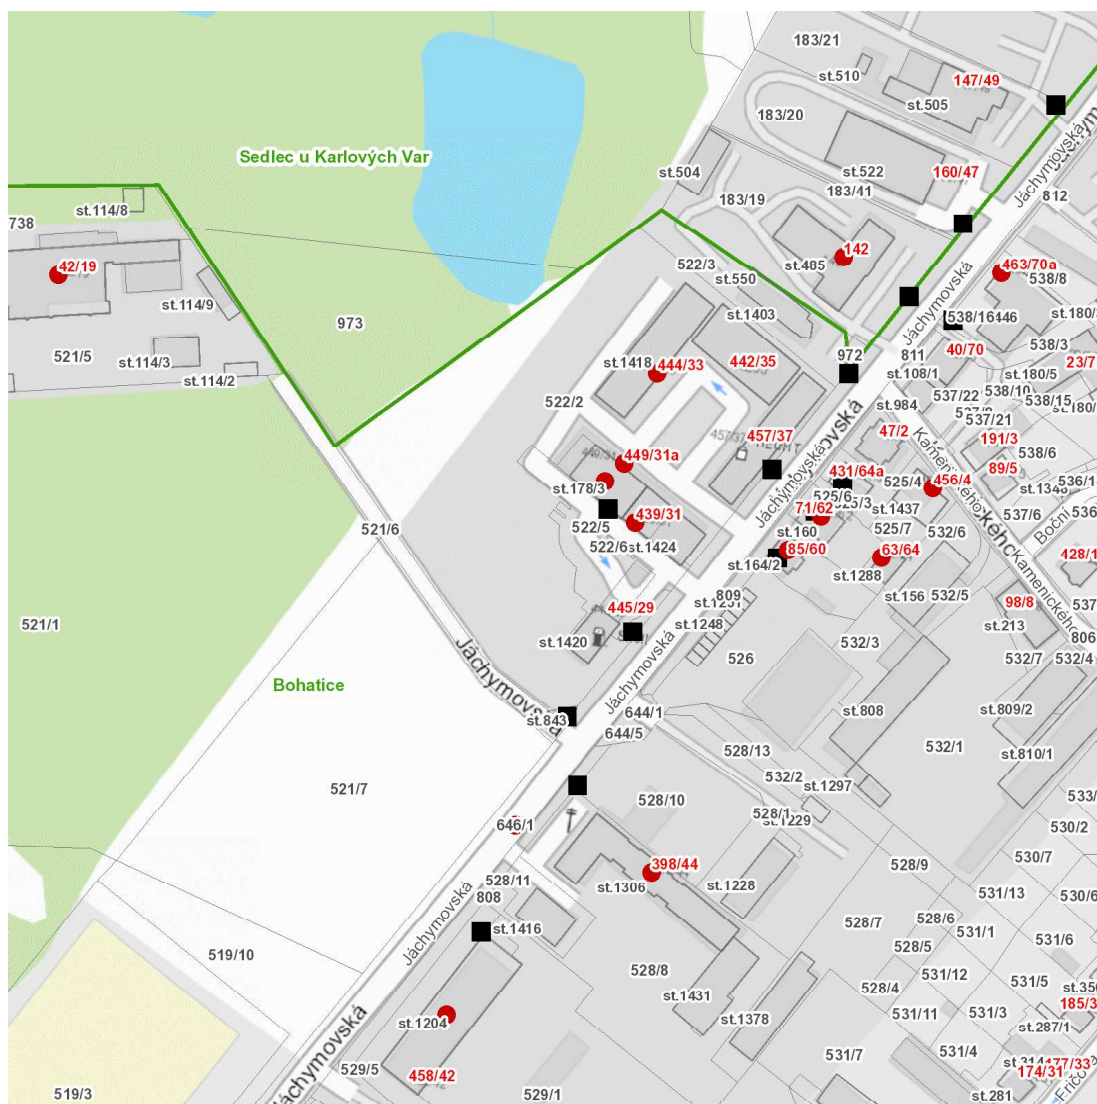 183/21
st.510
147/49
st.505
183/20
Sedlec u Karlových Var
st.522
160/47
Jáchymovská
st.504
183/41
812
183/19
st.114/8
738
142
42/19
522/3
st.550
st.485
463/70a
538/8
Jáchymovská
st.114/9
st.1403
538/16
973
521/5
st.114/3
972
811
40/70
538/3
st.1418
444/33
442/35
st.108/1
st.180/5
23/7
st.114/2
537/22
538/10
538/15
522/2
st.984
537/21
47/2
457/37
191/3
538/6
449/31a
431/64a
89/5
st.178/3
Jáchymovská
525/6
525/4
456/4
st.1437
439/31
71/62
537/6
522/5
521/6
st.160
525/7
532/6
Boční
522/6
st.1424
85/60
63/64
st.164/2
st.1288
Kamenického
98/8
809
st.156
532/5
445/29
521/1
st.1248
st.213
806
st.1420
532/3
526
532/7
532/4
Jáchymovská
Bohatice
Jáchymovská
644/1
st.808
st.809/2
st.843
644/5
528/13
532/1
st.810/1
532/2
st.1297
521/7
528/10
528/1
646/1
st.1229
530/2
398/44
530/7
528/11
528/9
808
st.1306
st.1228
531/13
530/6
Jáchymovská
528/7
528/6
st.1416
531/1
531/6
528/5
519/10
528/8
531/12
531/5
528/4
st.1431
185/3
st.1204
st.1378
531/11
531/3
st.287/1
531/4
531/7
529/5
458/42
174/31
177/33
Jáchymovská
519/3
529/1
st.281